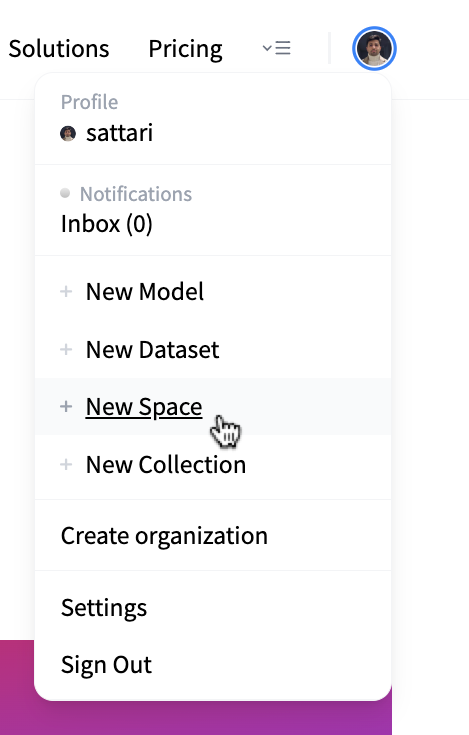 Solutions Pricing
Profile
sattari
Notifications
Inbox (0)
+ New Model
+ New Dataset
+ New Space
+ New Collection
Create organization
Settings
Sign Out